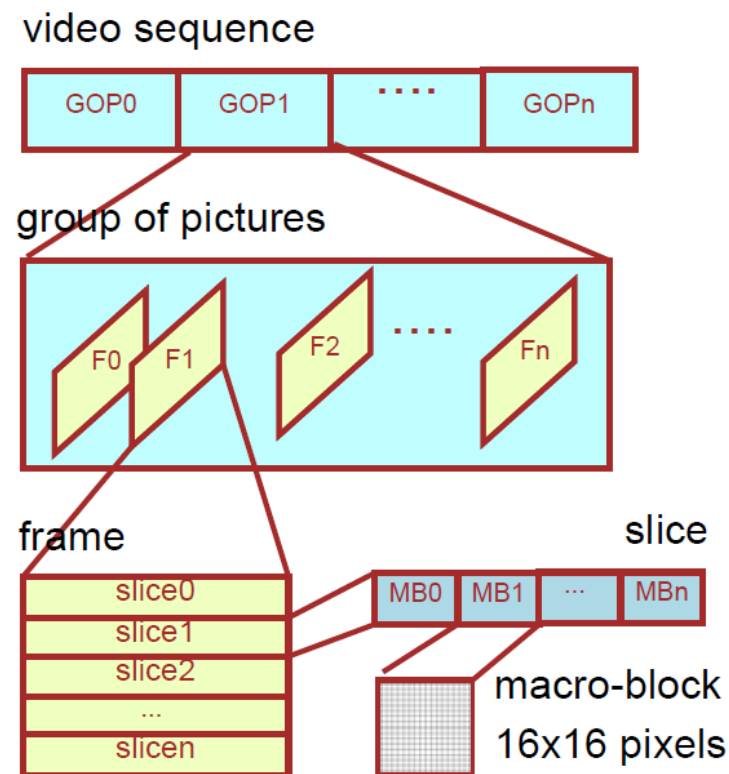 video sequence
GOP0 GOP1 .... GOPn
group of pictures
F0 F1 F2 .... Fn
frame
slice
slice0
slice1
slice2
...
slicen
MB0 MB1 ... MBn
macro-block
16x16 pixels